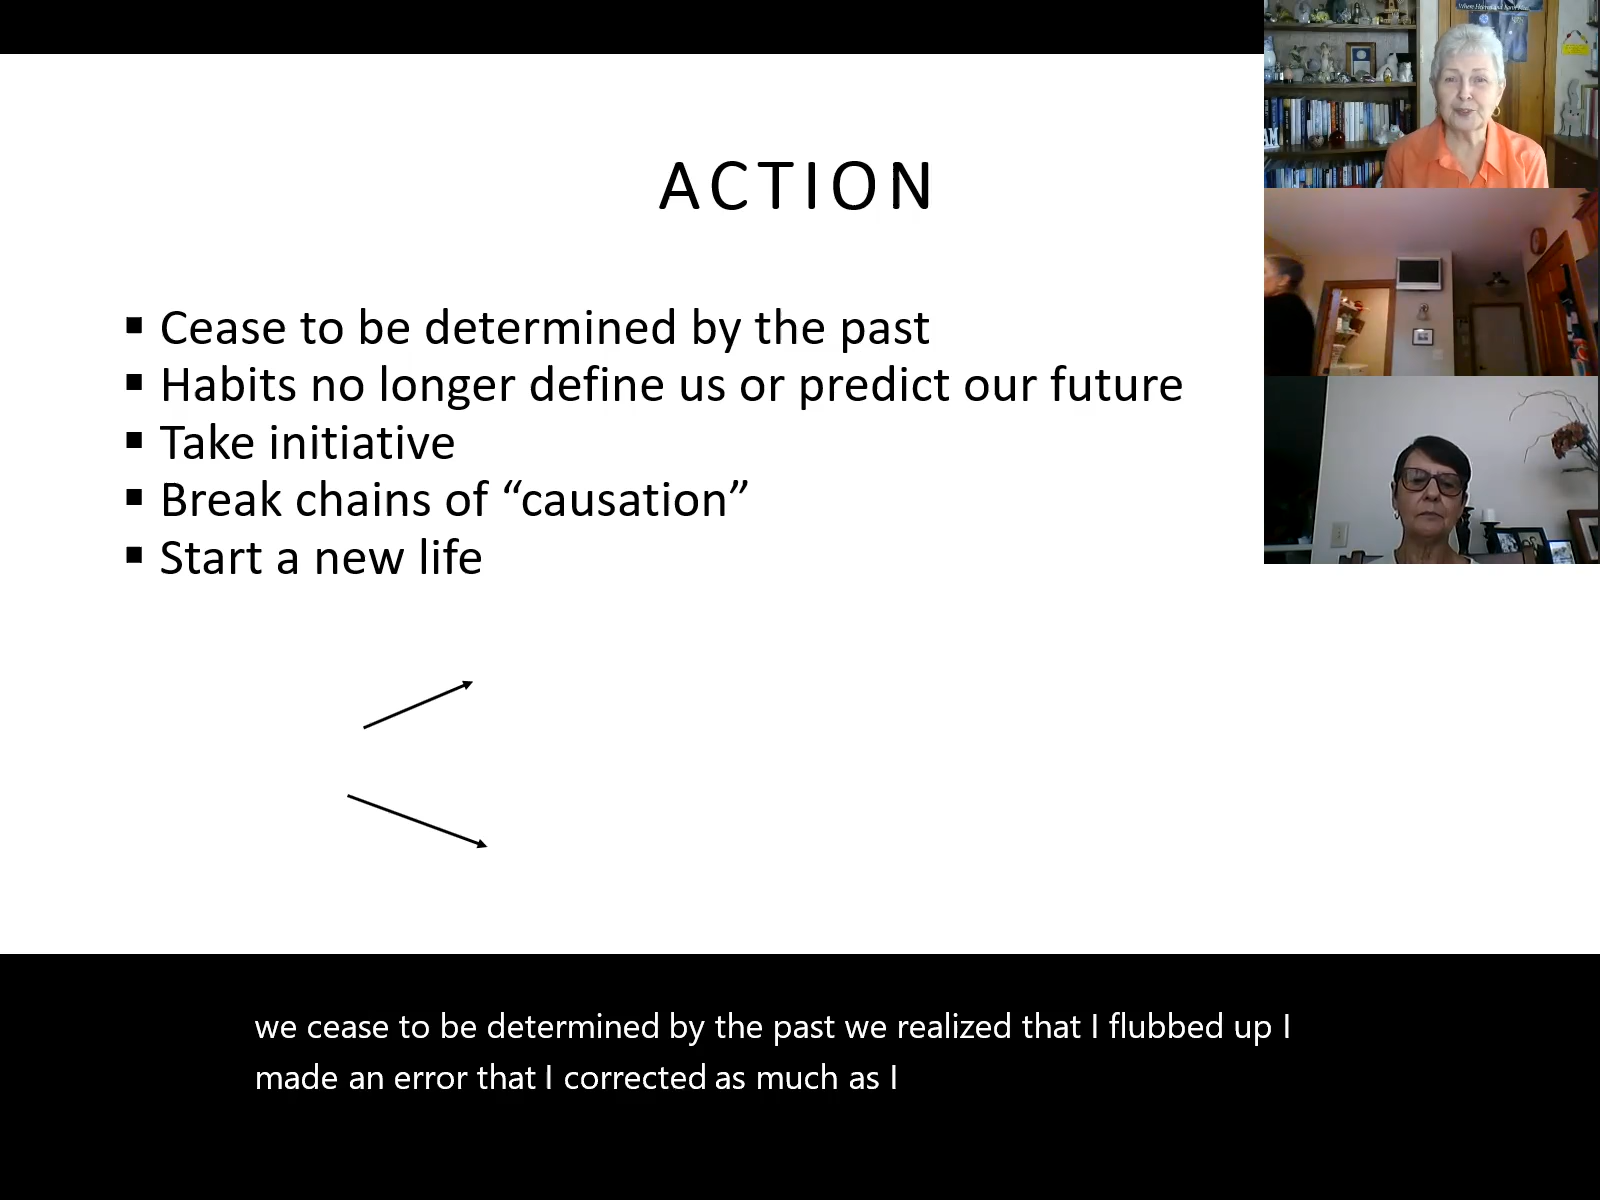 ACTION
▪ Cease to be determined by the past
▪ Habits no longer define us or predict our future
▪ Take initiative
▪ Break chains of “causation”
▪ Start a new life
we cease to be determined by the past we realized that I flubbed up I
made an error that I corrected as much as I